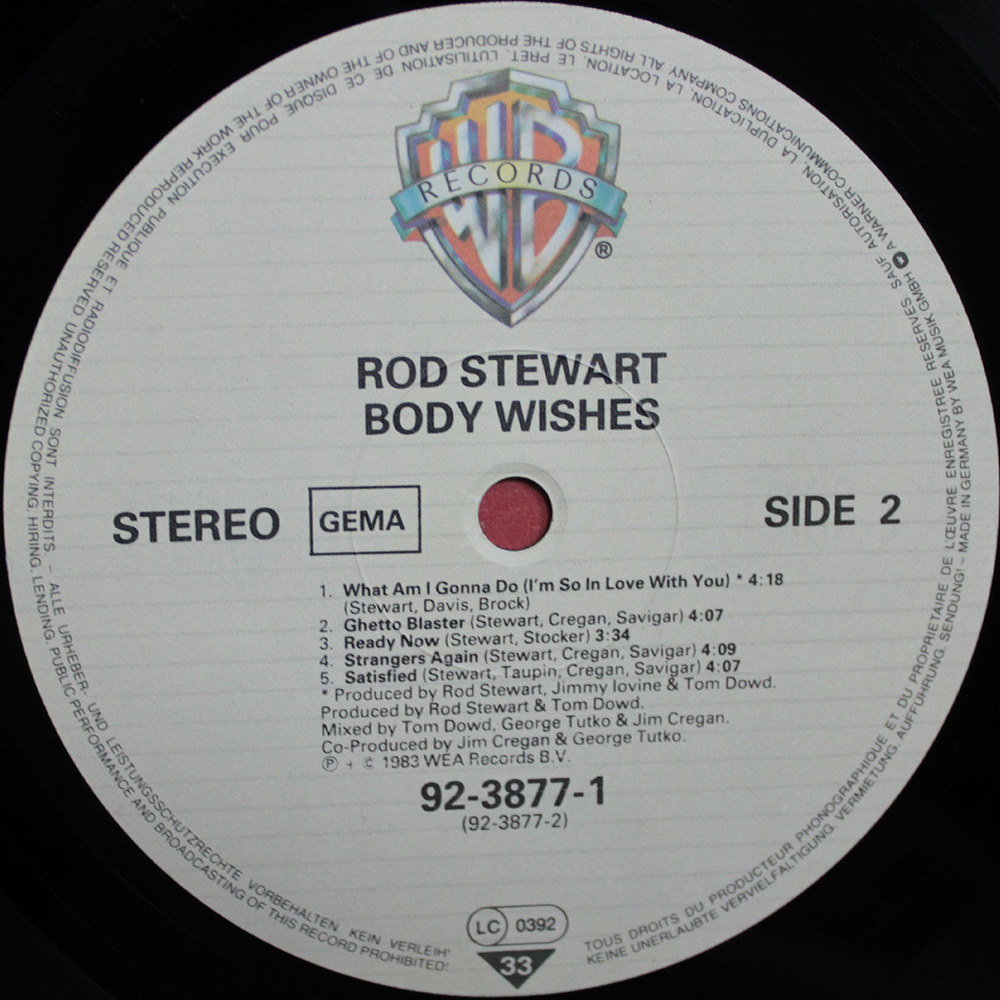 WB
RECORDS
®
ROD STEWART
BODY WISHES
STEREO
GEMA
SIDE 2
1. What Am I Gonna Do (I'm So In Love With You) * 4:18
(Stewart, Davis, Brock)
2. Ghetto Blaster (Stewart, Cregan, Savigar) 4:07
3. Ready Now (Stewart, Stocker) 3:34
4. Strangers Again (Stewart, Cregan, Savigar) 4:09
5. Satisfied (Stewart, Taupin, Cregan, Savigar) 4:07
* Produced by Rod Stewart, Jimmy Iovine & Tom Dowd.
Produced by Rod Stewart & Tom Dowd.
Mixed by Tom Dowd, George Tutko & Jim Cregan.
Co-Produced by Jim Cregan & George Tutko.
℗ + © 1983 WEA Records B.V.
92-3877-1
(92-3877-2)
LC 0392
33
TOUS DROITS DU PRODUCTEUR PHONOGRAPHIQUE ET DU PROPRIETAIRE DE L'ŒUVRE ENREGISTREE RESERVES. SAUF AUTORISATION, LA DUPLICATION, LA LOCATION, LE PRET, L'UTILISATION DE CE DISQUE POUR EXECUTION PUBLIQUE ET RADIODIFFUSION SONT INTERDITS – ALLE URHEBER- UND LEISTUNGSSCHUTZRECHTE VORBEHALTEN. KEIN VERLEIH!
KEINE UNERLAUBTE VERVIELFÄLTIGUNG, VERMIETUNG, AUFFÜHRUNG, SENDUNG! – MADE IN GERMANY BY WEA MUSIK GMBH A WARNER COMMUNICATIONS COMPANY ALL RIGHTS OF THE PRODUCER AND OF THE OWNER OF THE WORK REPRODUCED RESERVED UNAUTHORIZED COPYING, HIRING, LENDING, PUBLIC PERFORMANCE AND BROADCASTING OF THIS RECORD PROHIBITED!